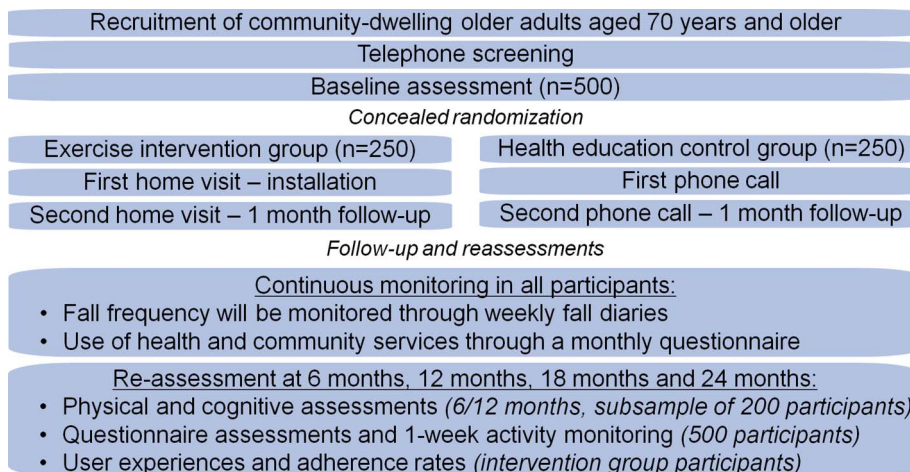 Recruitment of community-dwelling older adults aged 70 years and older
Telephone screening
Baseline assessment (n=500)
Concealed randomization
Exercise intervention group (n=250)
Health education control group (n=250)
First home visit – installation
First phone call
Second home visit – 1 month follow-up
Second phone call – 1 month follow-up
Follow-up and reassessments
Continuous monitoring in all participants:
• Fall frequency will be monitored through weekly fall diaries
• Use of health and community services through a monthly questionnaire
Re-assessment at 6 months, 12 months, 18 months and 24 months:
• Physical and cognitive assessments (6/12 months, subsample of 200 participants)
• Questionnaire assessments and 1-week activity monitoring (500 participants)
• User experiences and adherence rates (intervention group participants)